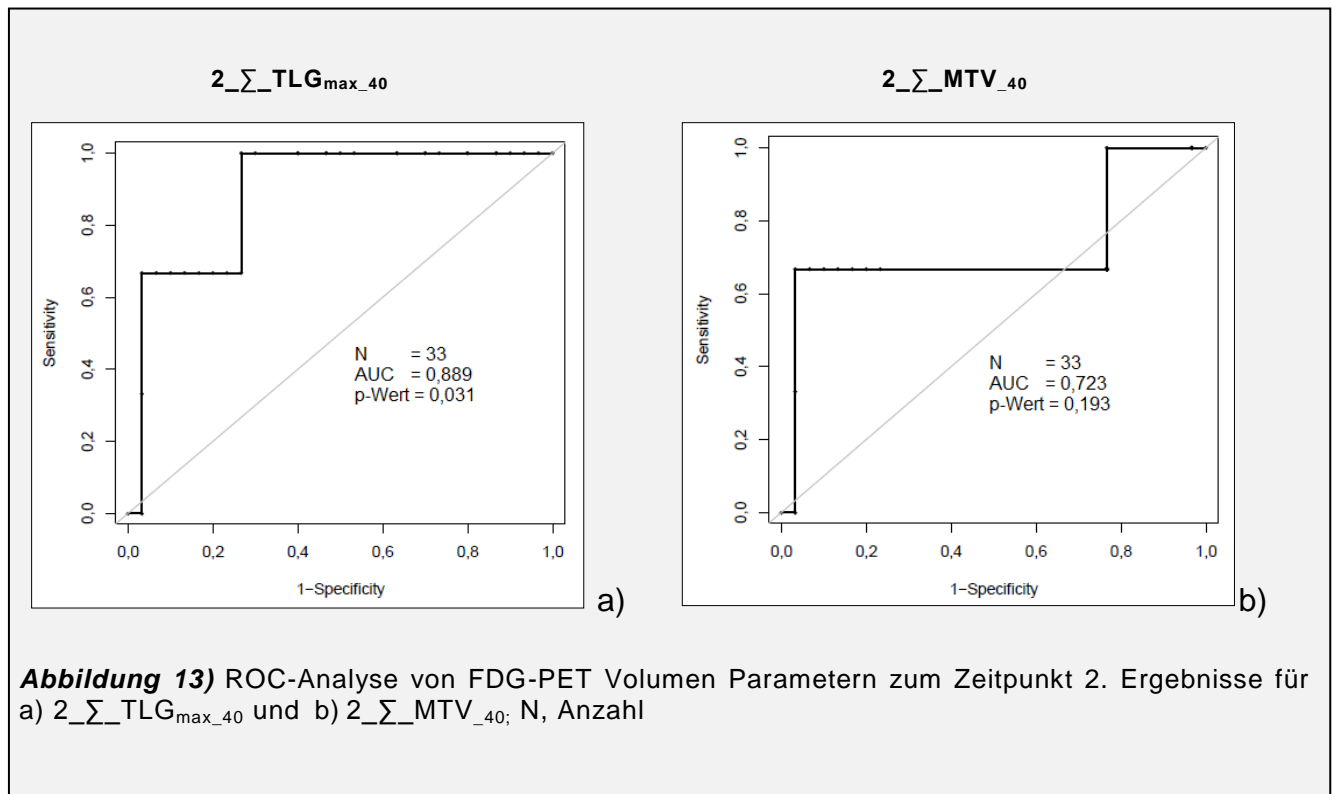 2_∑_TLGmax_40
2_∑_MTV_40
Sensitivity
1,0
0,8
0,6
0,4
0,2
0,0
N = 33
AUC = 0,889
p-Wert = 0,031
0,0 0,2 0,4 0,6 0,8 1,0
1−Specificity
a)
Sensitivity
1,0
0,8
0,6
0,4
0,2
0,0
N = 33
AUC = 0,723
p-Wert = 0,193
0,0 0,2 0,4 0,6 0,8 1,0
1−Specificity
b)
Abbildung 13) ROC-Analyse von FDG-PET Volumen Parametern zum Zeitpunkt 2. Ergebnisse für
a) 2_∑_TLGmax_40 und b) 2_∑_MTV_40; N, Anzahl